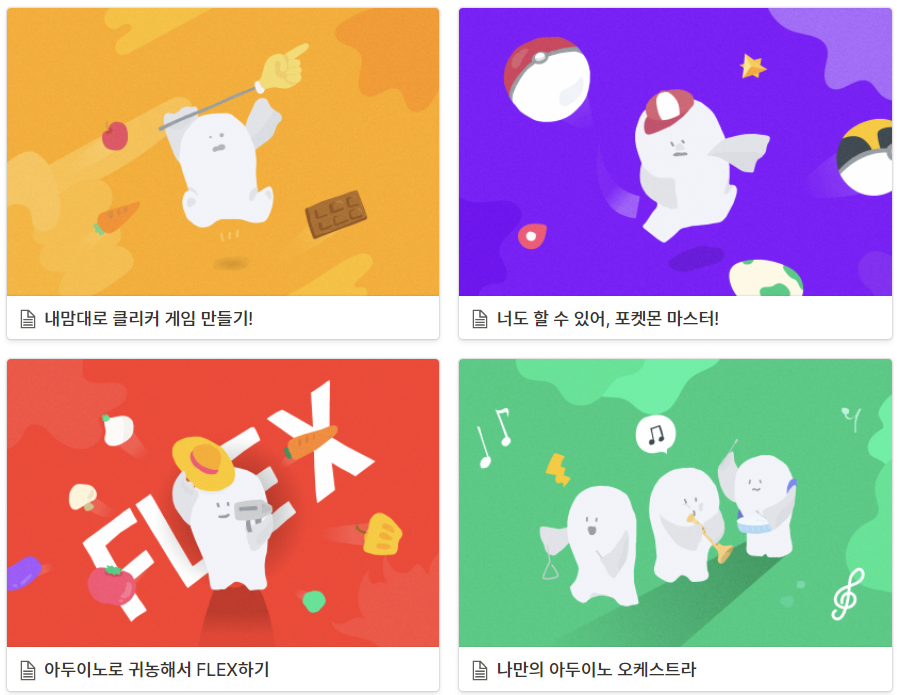 내맘대로 클리커 게임 만들기!
너도 할 수 있어, 포켓몬 마스터!
FLEX
아두이노로 귀농해서 FLEX하기
나만의 아두이노 오케스트라